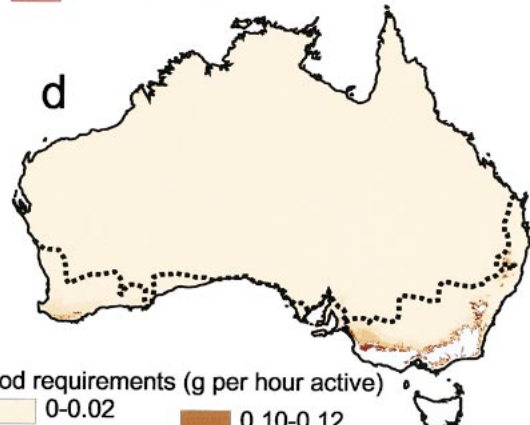 d
od requirements (g per hour active)
0-0.02 0.10-0.12